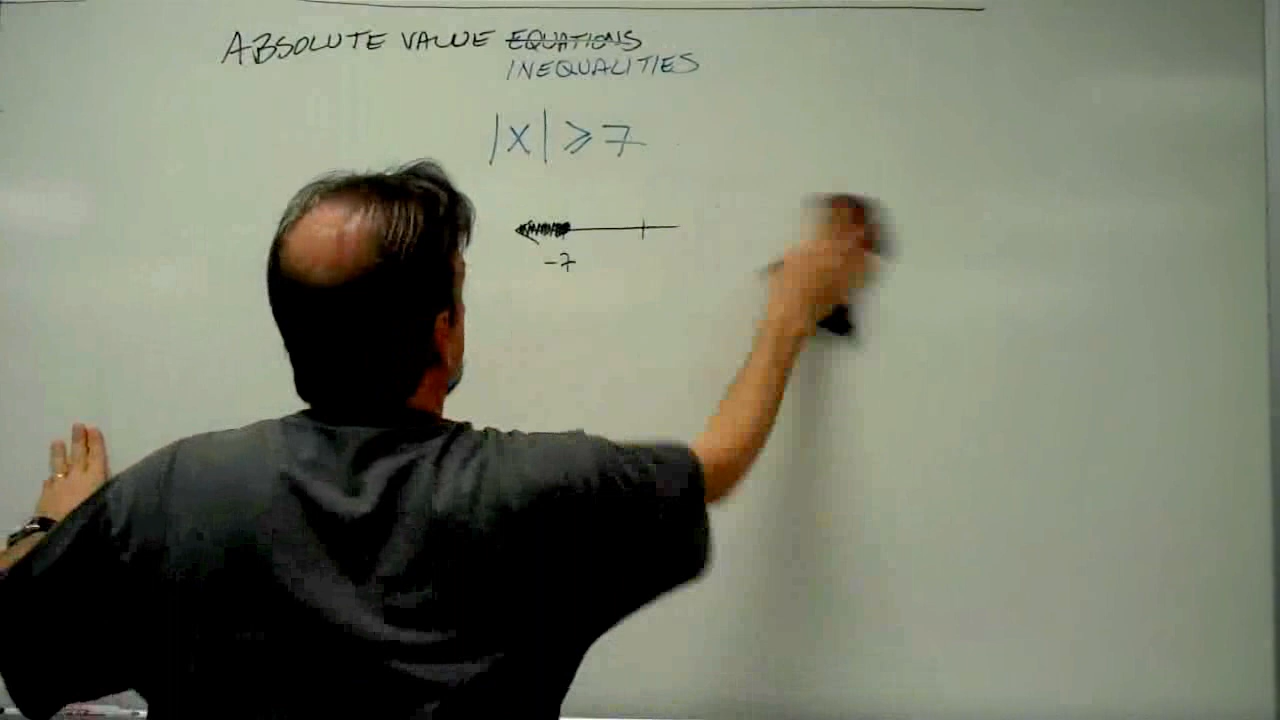 ABSOLUTE VALUE EQUATIONS
INEQUALITIES
|x| ⩾ 7
-7